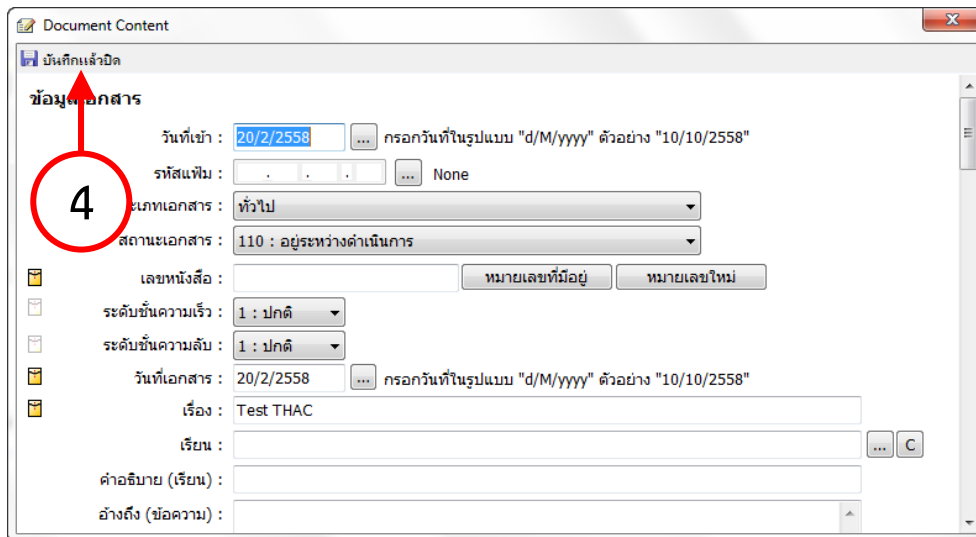 Document Content
บันทึกแล้วปิด
ข้อมูลเอกสาร
วันที่เข้า : 20/2/2558 ... กรอกวันที่ในรูปแบบ "d/M/yyyy" ตัวอย่าง "10/10/2558"
รหัสแฟ้ม : . . . ... None
4
ะเภทเอกสาร : ทั่วไป
สถานะเอกสาร : 110 : อยู่ระหว่างดำเนินการ
เลขหนังสือ : หมายเลขที่มีอยู่ หมายเลขใหม่
ระดับชั้นความเร็ว : 1 : ปกติ
ระดับชั้นความลับ : 1 : ปกติ
วันที่เอกสาร : 20/2/2558 ... กรอกวันที่ในรูปแบบ "d/M/yyyy" ตัวอย่าง "10/10/2558"
เรื่อง : Test THAC
เรียน : ... C
คำอธิบาย (เรียน) :
อ้างถึง (ข้อความ) :